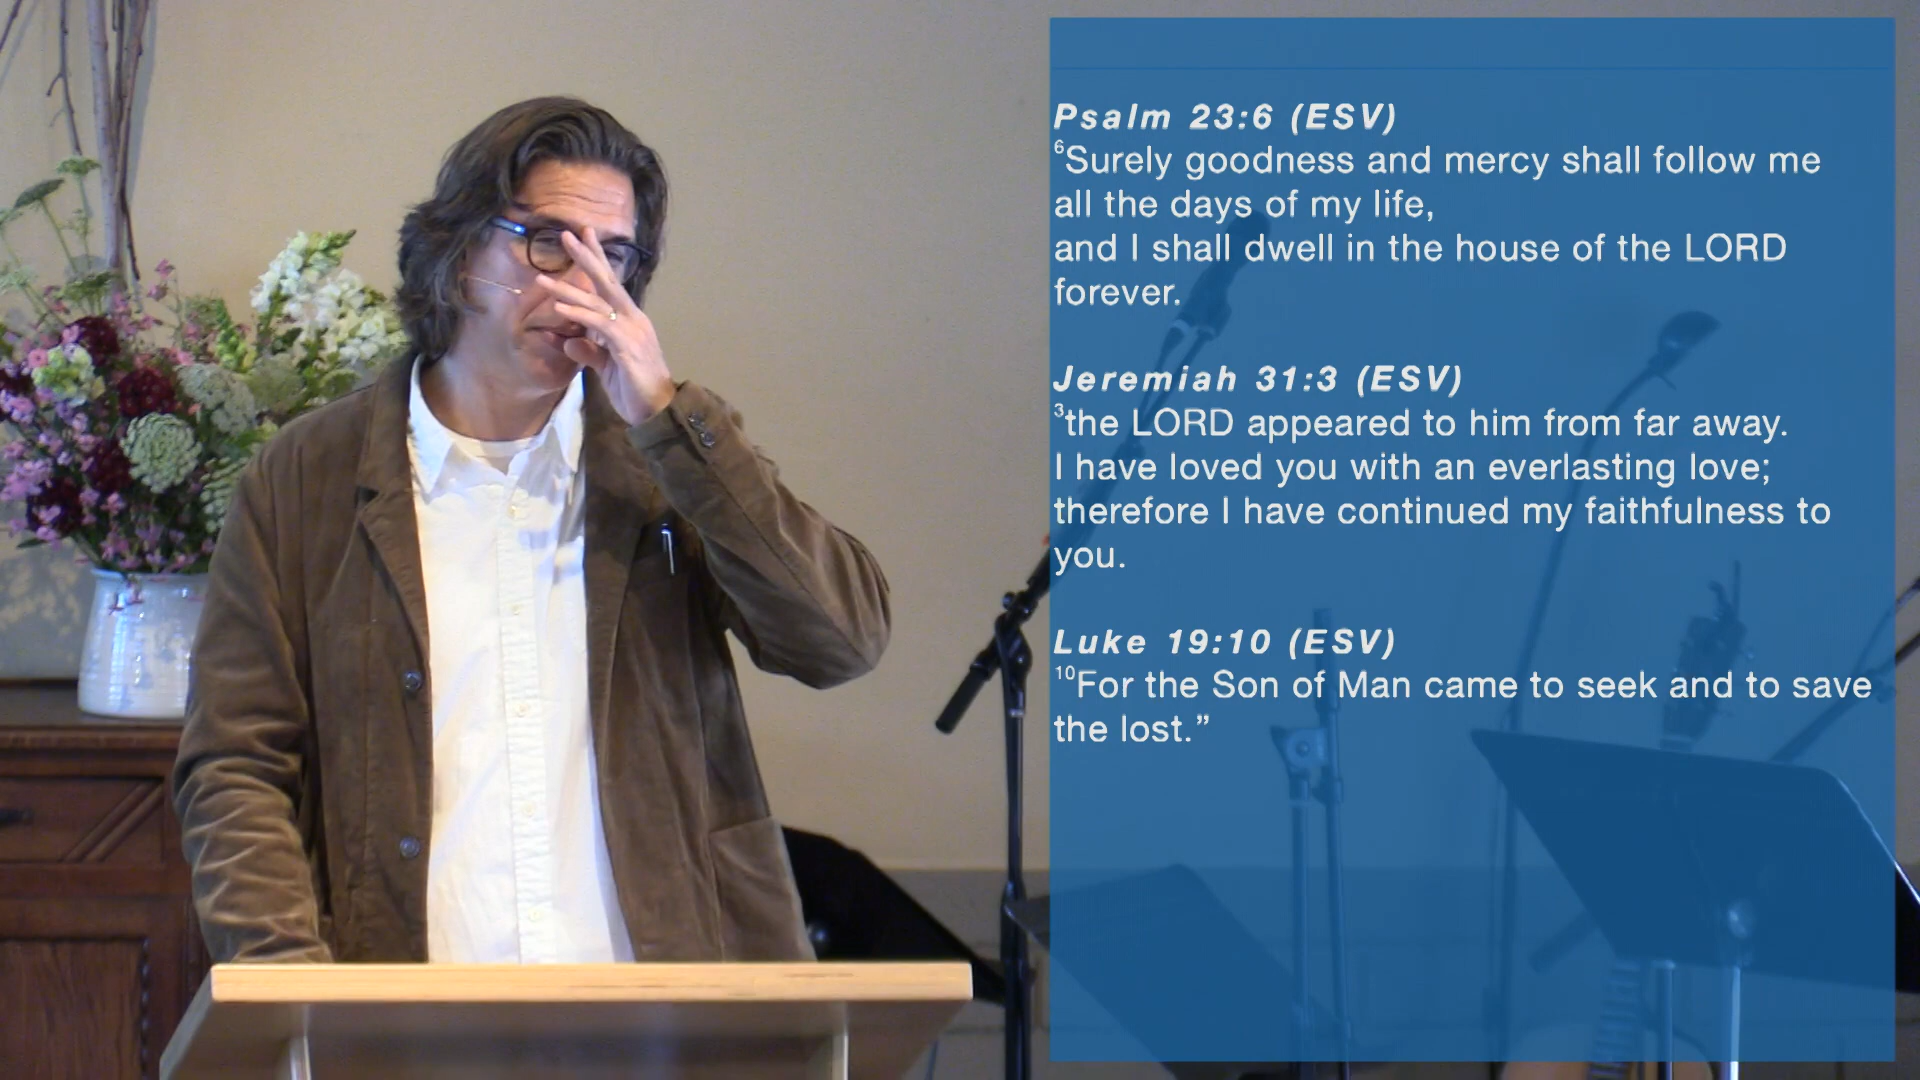 Psalm 23:6 (ESV)
⁶Surely goodness and mercy shall follow me
all the days of my life,
and I shall dwell in the house of the LORD
forever.
Jeremiah 31:3 (ESV)
³the LORD appeared to him from far away.
I have loved you with an everlasting love;
therefore I have continued my faithfulness to
you.
Luke 19:10 (ESV)
¹⁰For the Son of Man came to seek and to save
the lost.”